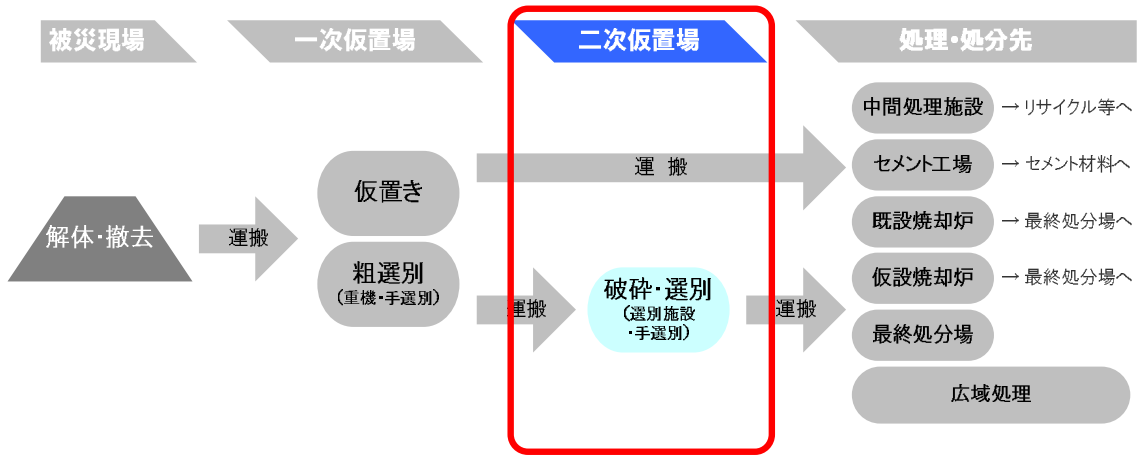 被災現場
一次仮置場
二次仮置場
処理・処分先
解体・撤去
運搬
仮置き
粗選別
(重機・手選別)
運 搬
運搬
破砕・選別
(選別施設
・手選別)
運搬
中間処理施設 → リサイクル等へ
セメント工場 → セメント材料へ
既設焼却炉 → 最終処分場へ
仮設焼却炉 → 最終処分場へ
最終処分場
広域処理